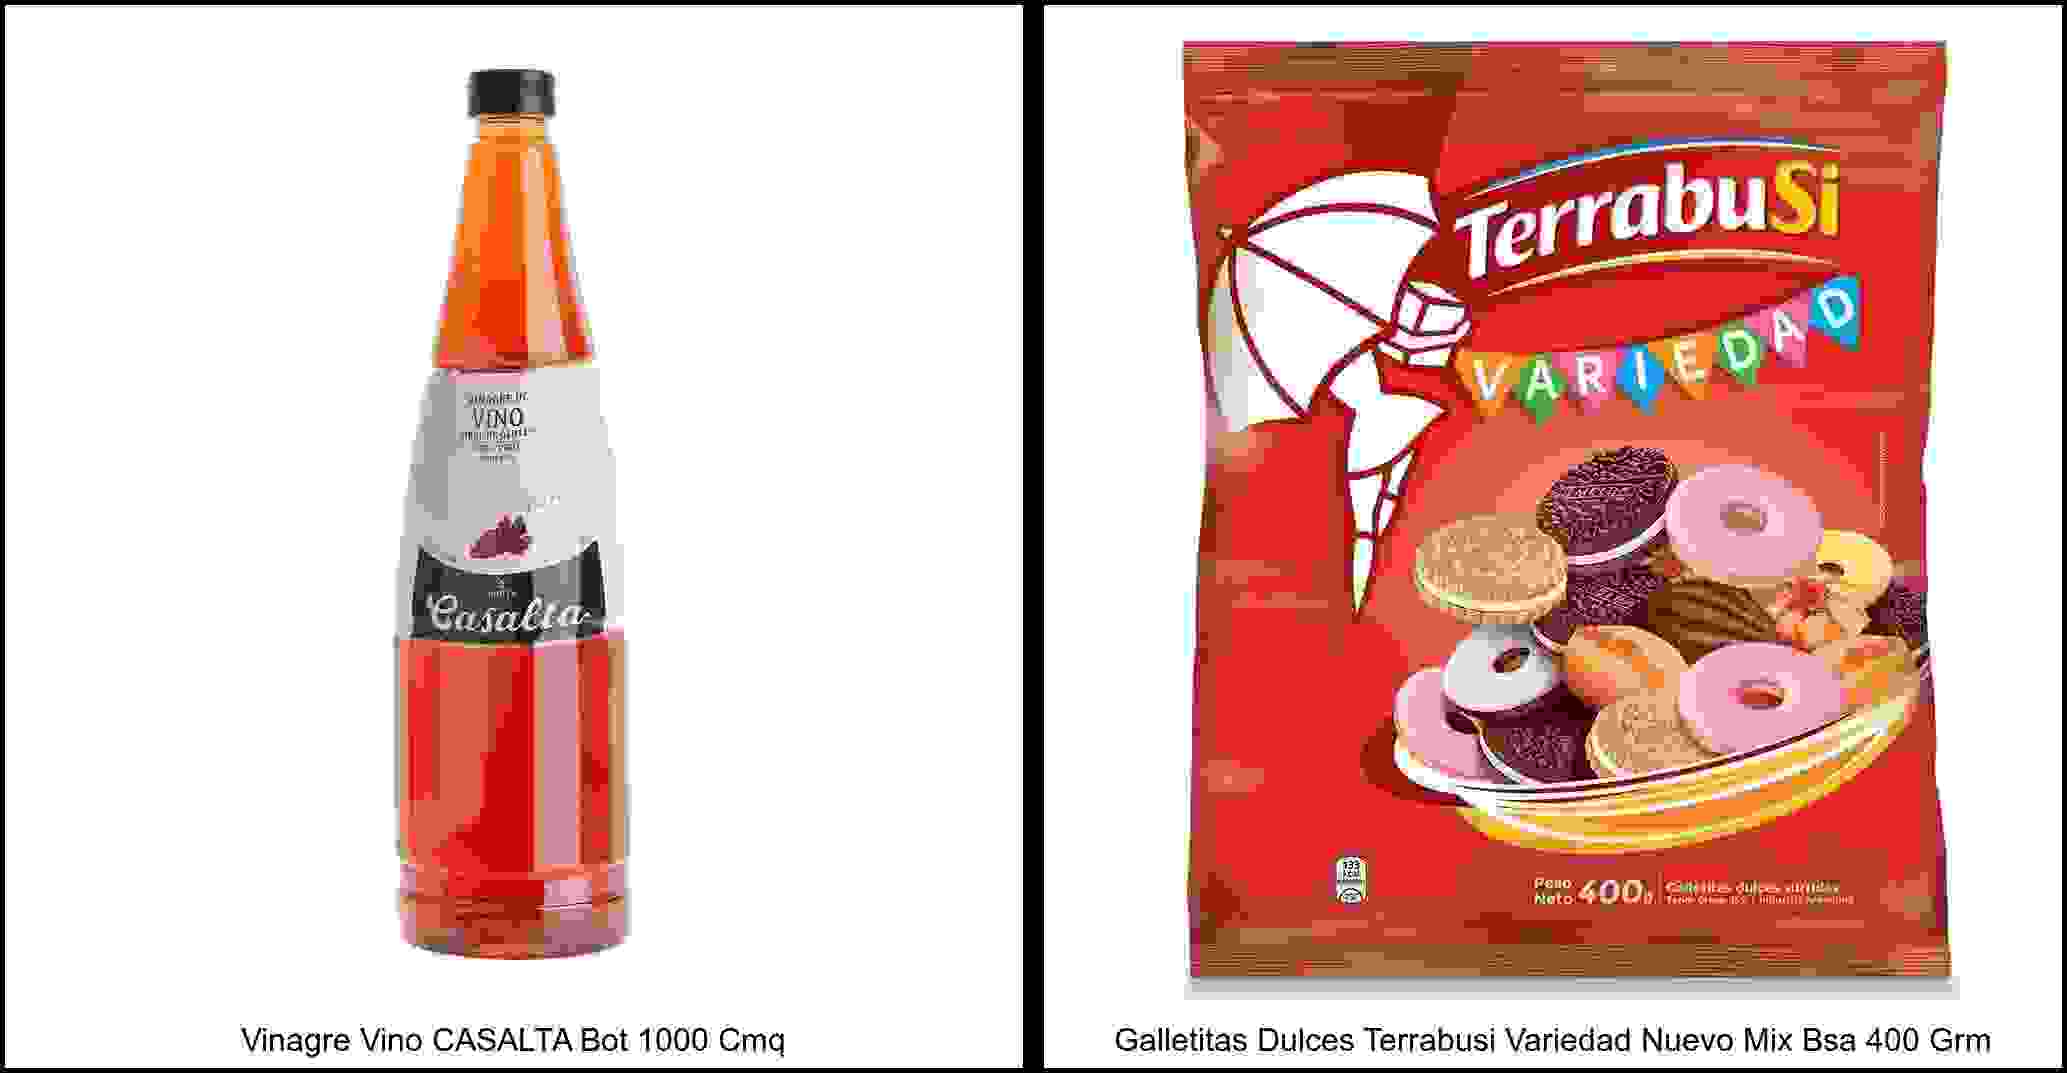 VINAGRE DE
VINO
Casalta
Vinagre Vino CASALTA Bot 1000 Cmq
TerrabuSi
VARIEDAD
Peso
Neto 400g.
Galletitas dulces surtidas
Galletitas Dulces Terrabusi Variedad Nuevo Mix Bsa 400 Grm